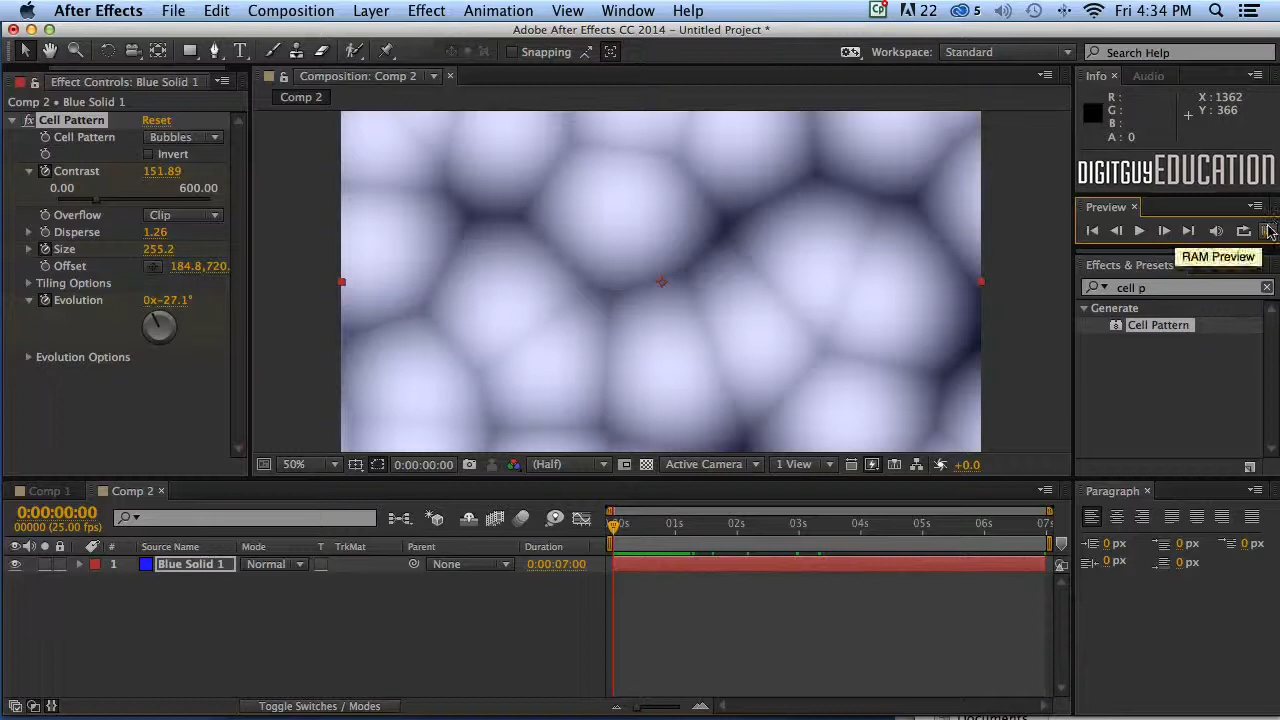 After Effects File Edit Composition Layer Effect Animation View Window Help 22 5 Fri 4:34 PM
Adobe After Effects CC 2014 - Untitled Project *
Snapping Workspace: Standard Search Help
Effect Controls: Blue Solid 1
Comp 2 • Blue Solid 1
fx Cell Pattern Reset
Cell Pattern Bubbles
Invert
Contrast 151.89
0.00 600.00
Overflow Clip
Disperse 1.26
Size 255.2
Offset 184.8,720.
Tiling Options
Evolution 0x-27.1°
Evolution Options
Composition: Comp 2
Comp 2
50% 0:00:00:00 (Half) Active Camera 1 View +0.0
Info Audio
R : X : 1362
G : Y : 366
B :
A : 0
DIGITGUYEDUCATION
Preview
RAM Preview
Effects & Presets
cell p
Generate
Cell Pattern
Comp 1 Comp 2
0:00:00:00
00000 (25.00 fps)
# Source Name Mode T TrkMat Parent Duration
1 Blue Solid 1 Normal None 0:00:07:00
01s 02s 03s 04s 05s 06s
Toggle Switches / Modes
Paragraph
0 px 0 px 0 px
0 px 0 px